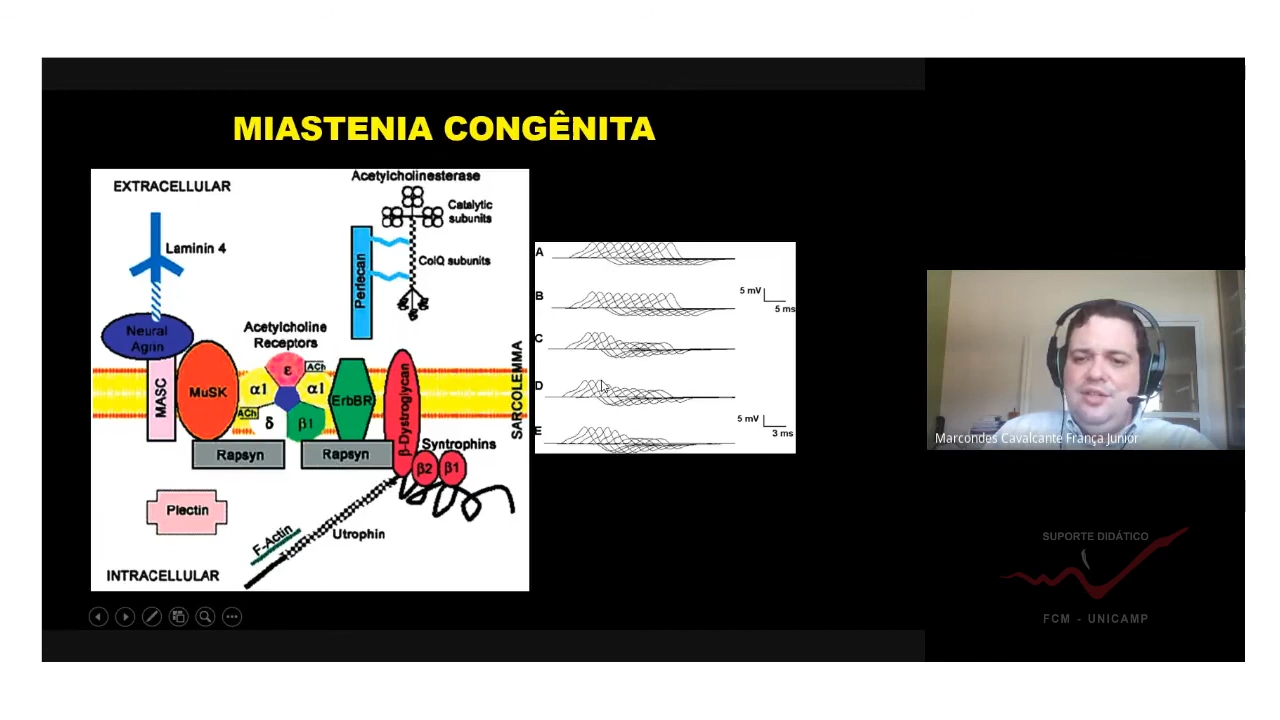 MIASTENIA CONGÊNITA
EXTRACELLULAR
Laminin 4
Neural
Agrin
MASC
MuSK
Acetylcholine
Receptors
ε
ACh
α1
α1
ACh
δ
β1
ErbBR
Rapsyn
Rapsyn
Plectin
INTRACELLULAR
F-Actin
Utrophin
Acetylcholinesterase
Catalytic
subunits
ColQ subunits
Perlecan
β-Dystroglycan
Syntrophins
β2
β1
SARCOLEMMA
A
B
C
D
E
5 mV
5 ms
5 mV
3 ms
Marcondes Cavalcante França Junior
SUPORTE DIDÁTICO
FCM - UNICAMP